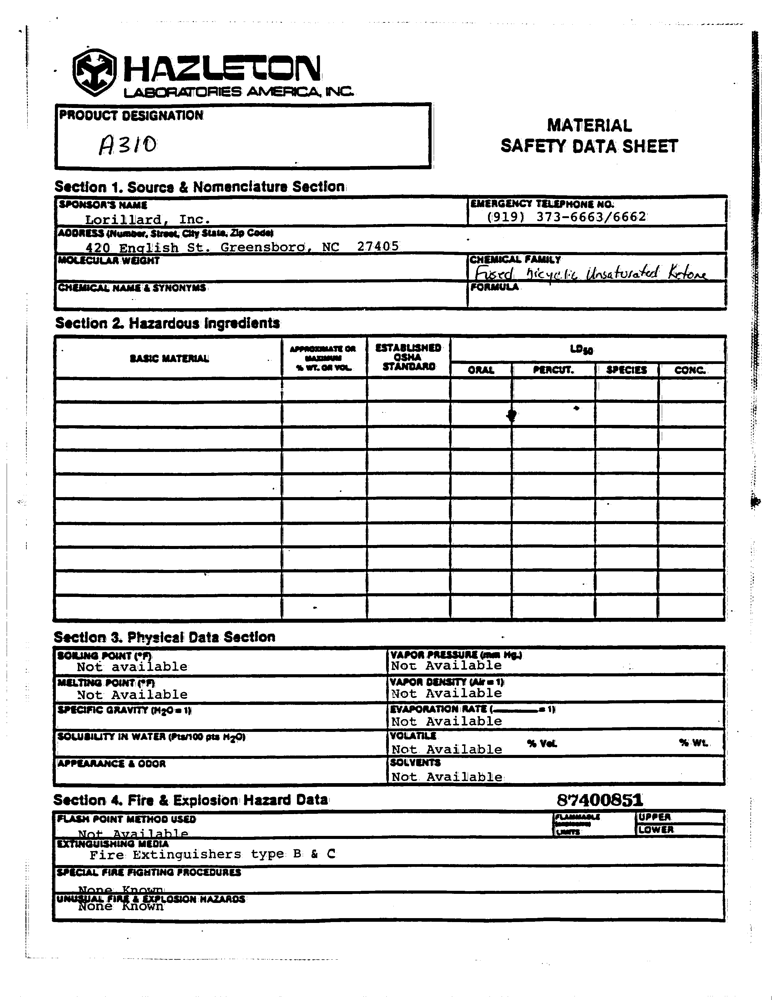 HAZLETON
LABORATORIES AMERICA, INC.
PRODUCT DESIGNATION
A310
MATERIAL
SAFETY DATA SHEET
Section 1. Source & Nomenclature Section
SPONSOR'S NAME
Lorillard, Inc.
EMERGENCY TELEPHONE NO.
(919) 373-6663/6662
ADDRESS (Number, Street, City State, Zip Code)
420 English St. Greensboro, NC 27405
MOLECULAR WEIGHT
CHEMICAL FAMILY
Fused bicyclic Unsaturated Ketone
CHEMICAL NAME & SYNONYMS
FORMULA
Section 2. Hazardous Ingredients
BASIC MATERIAL
APPROXIMATE OR
MAXIMUM
% WT. OR VOL.
ESTABLISHED
OSHA
STANDARD
LD50
ORAL
PERCUT.
SPECIES
CONC.
Section 3. Physical Data Section
BOILING POINT (°F)
Not available
VAPOR PRESSURE (mm Hg.)
Not Available
MELTING POINT (°F)
Not Available
VAPOR DENSITY (Air = 1)
Not Available
SPECIFIC GRAVITY (H2O = 1)
EVAPORATION RATE (______ = 1)
Not Available
SOLUBILITY IN WATER (Pts/100 pts H2O)
VOLATILE
Not Available % Vol. % Wt.
APPEARANCE & ODOR
SOLVENTS
Not Available
Section 4. Fire & Explosion Hazard Data
87400851
FLASH POINT METHOD USED
Not Available
FLAMMABLE
LIMITS
UPPER
LOWER
EXTINGUISHING MEDIA
Fire Extinguishers type B & C
SPECIAL FIRE FIGHTING PROCEDURES
None Known
UNUSUAL FIRE & EXPLOSION HAZARDS
None Known